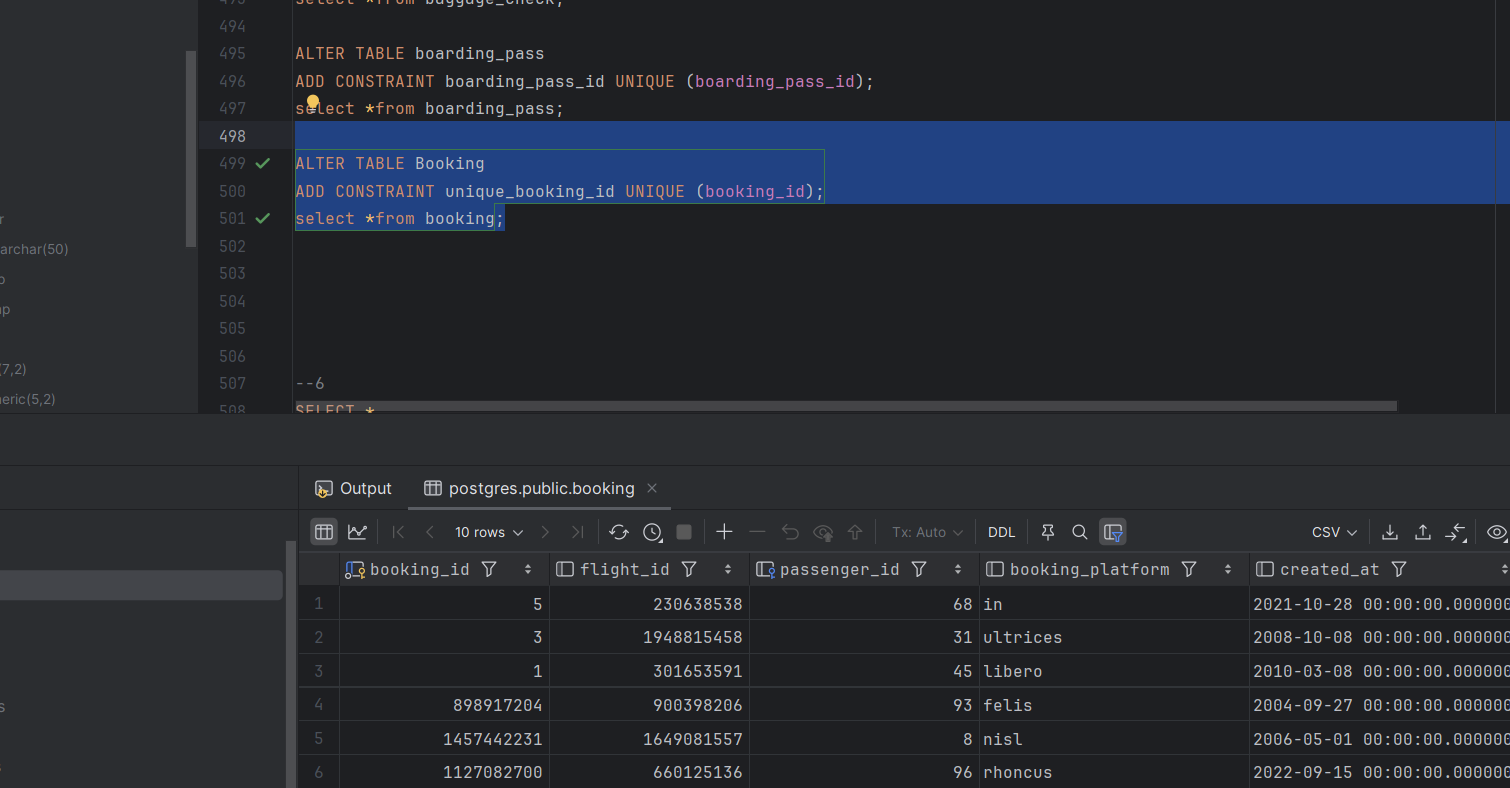 493 select *from baggage_check;
494
495 ALTER TABLE boarding_pass
496 ADD CONSTRAINT boarding_pass_id UNIQUE (boarding_pass_id);
497 select *from boarding_pass;
498
499 ALTER TABLE Booking
500 ADD CONSTRAINT unique_booking_id UNIQUE (booking_id);
501 select *from booking;
502
503
504
505
506
507 --6
508 SELECT *
r
archar(50)
p
(7,2)
eric(5,2)
Output postgres.public.booking
10 rows Tx: Auto DDL CSV
booking_id flight_id passenger_id booking_platform created_at
1 5 230638538 68 in 2021-10-28 00:00:00.000000
2 3 1948815458 31 ultrices 2008-10-08 00:00:00.000000
3 1 301653591 45 libero 2010-03-08 00:00:00.000000
4 898917204 900398206 93 felis 2004-09-27 00:00:00.000000
5 1457442231 1649081557 8 nisl 2006-05-01 00:00:00.000000
6 1127082700 660125136 96 rhoncus 2022-09-15 00:00:00.000000
s